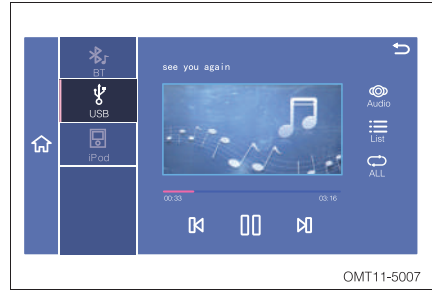 BT
USB
iPod
see you again
Audio
List
ALL
00:33
03:16
OMT11-5007